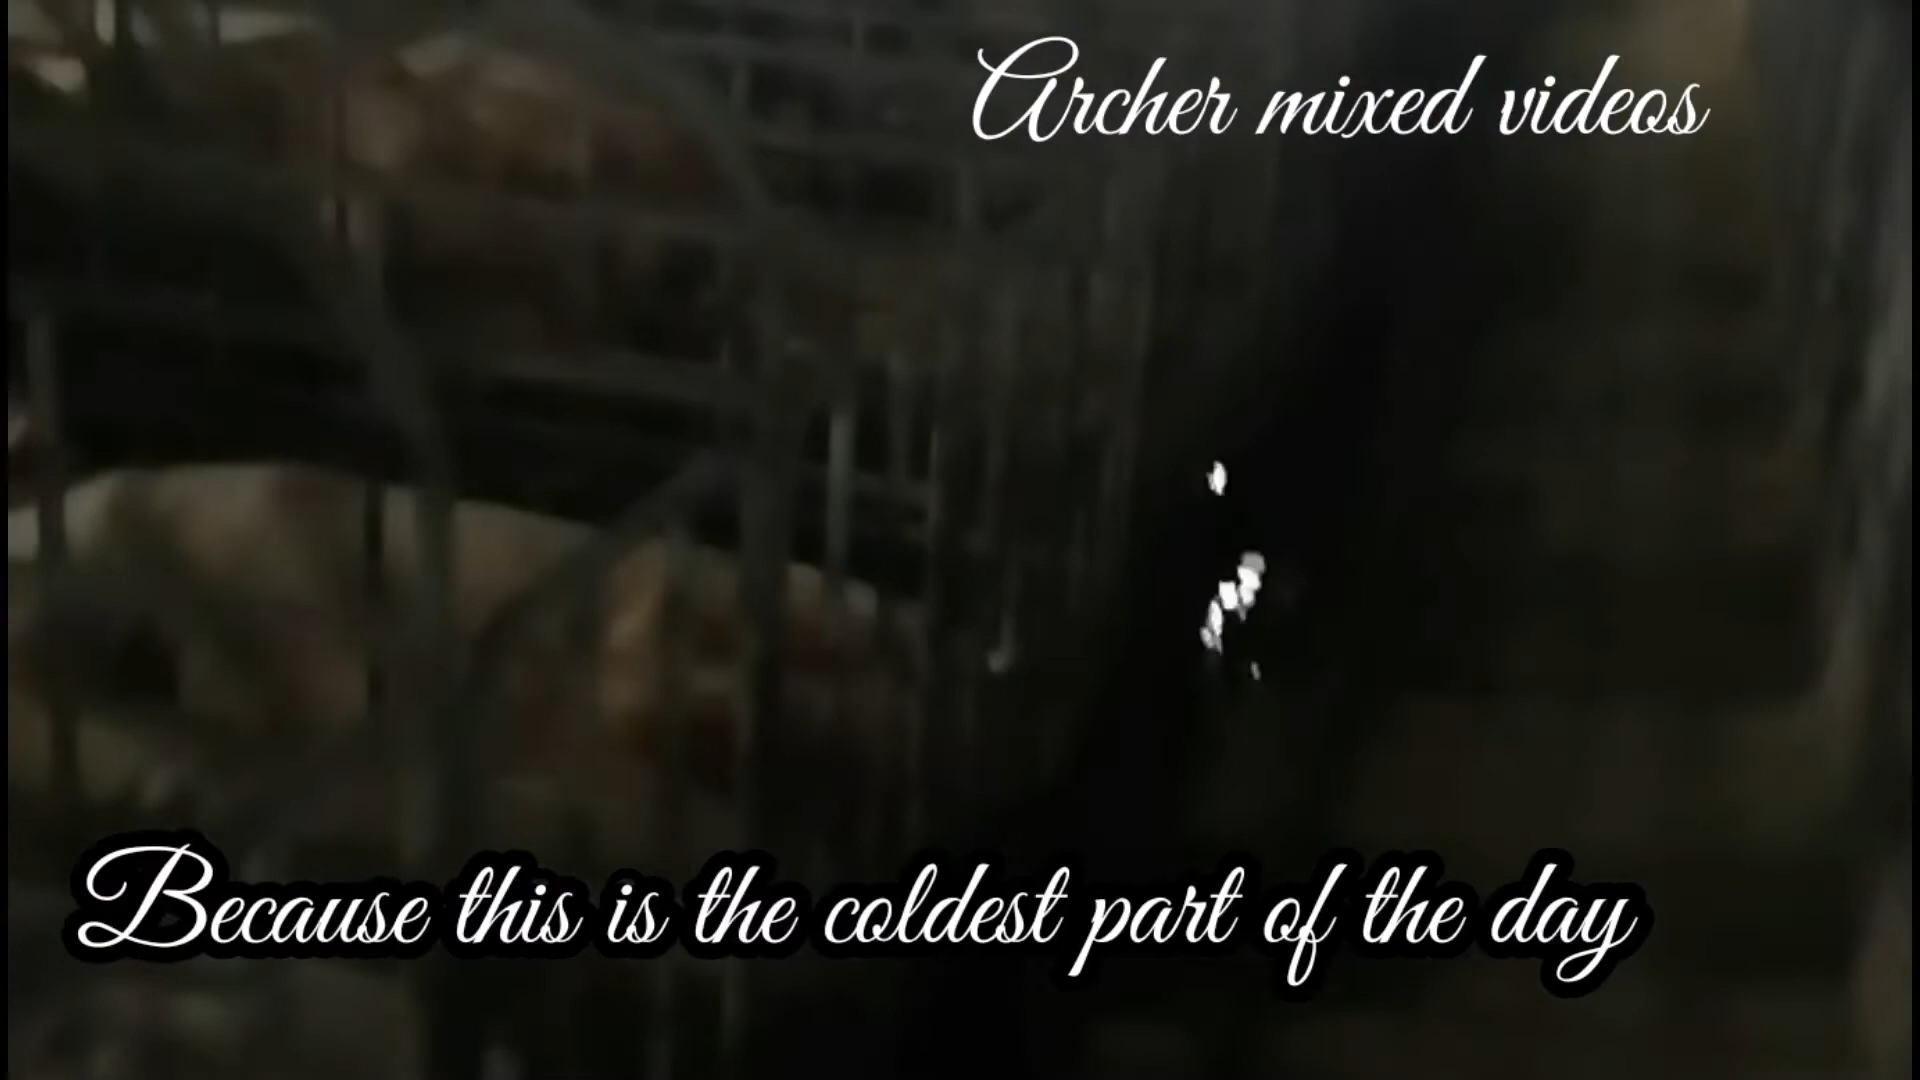 Archer mixed videos
Because this is the coldest part of the day